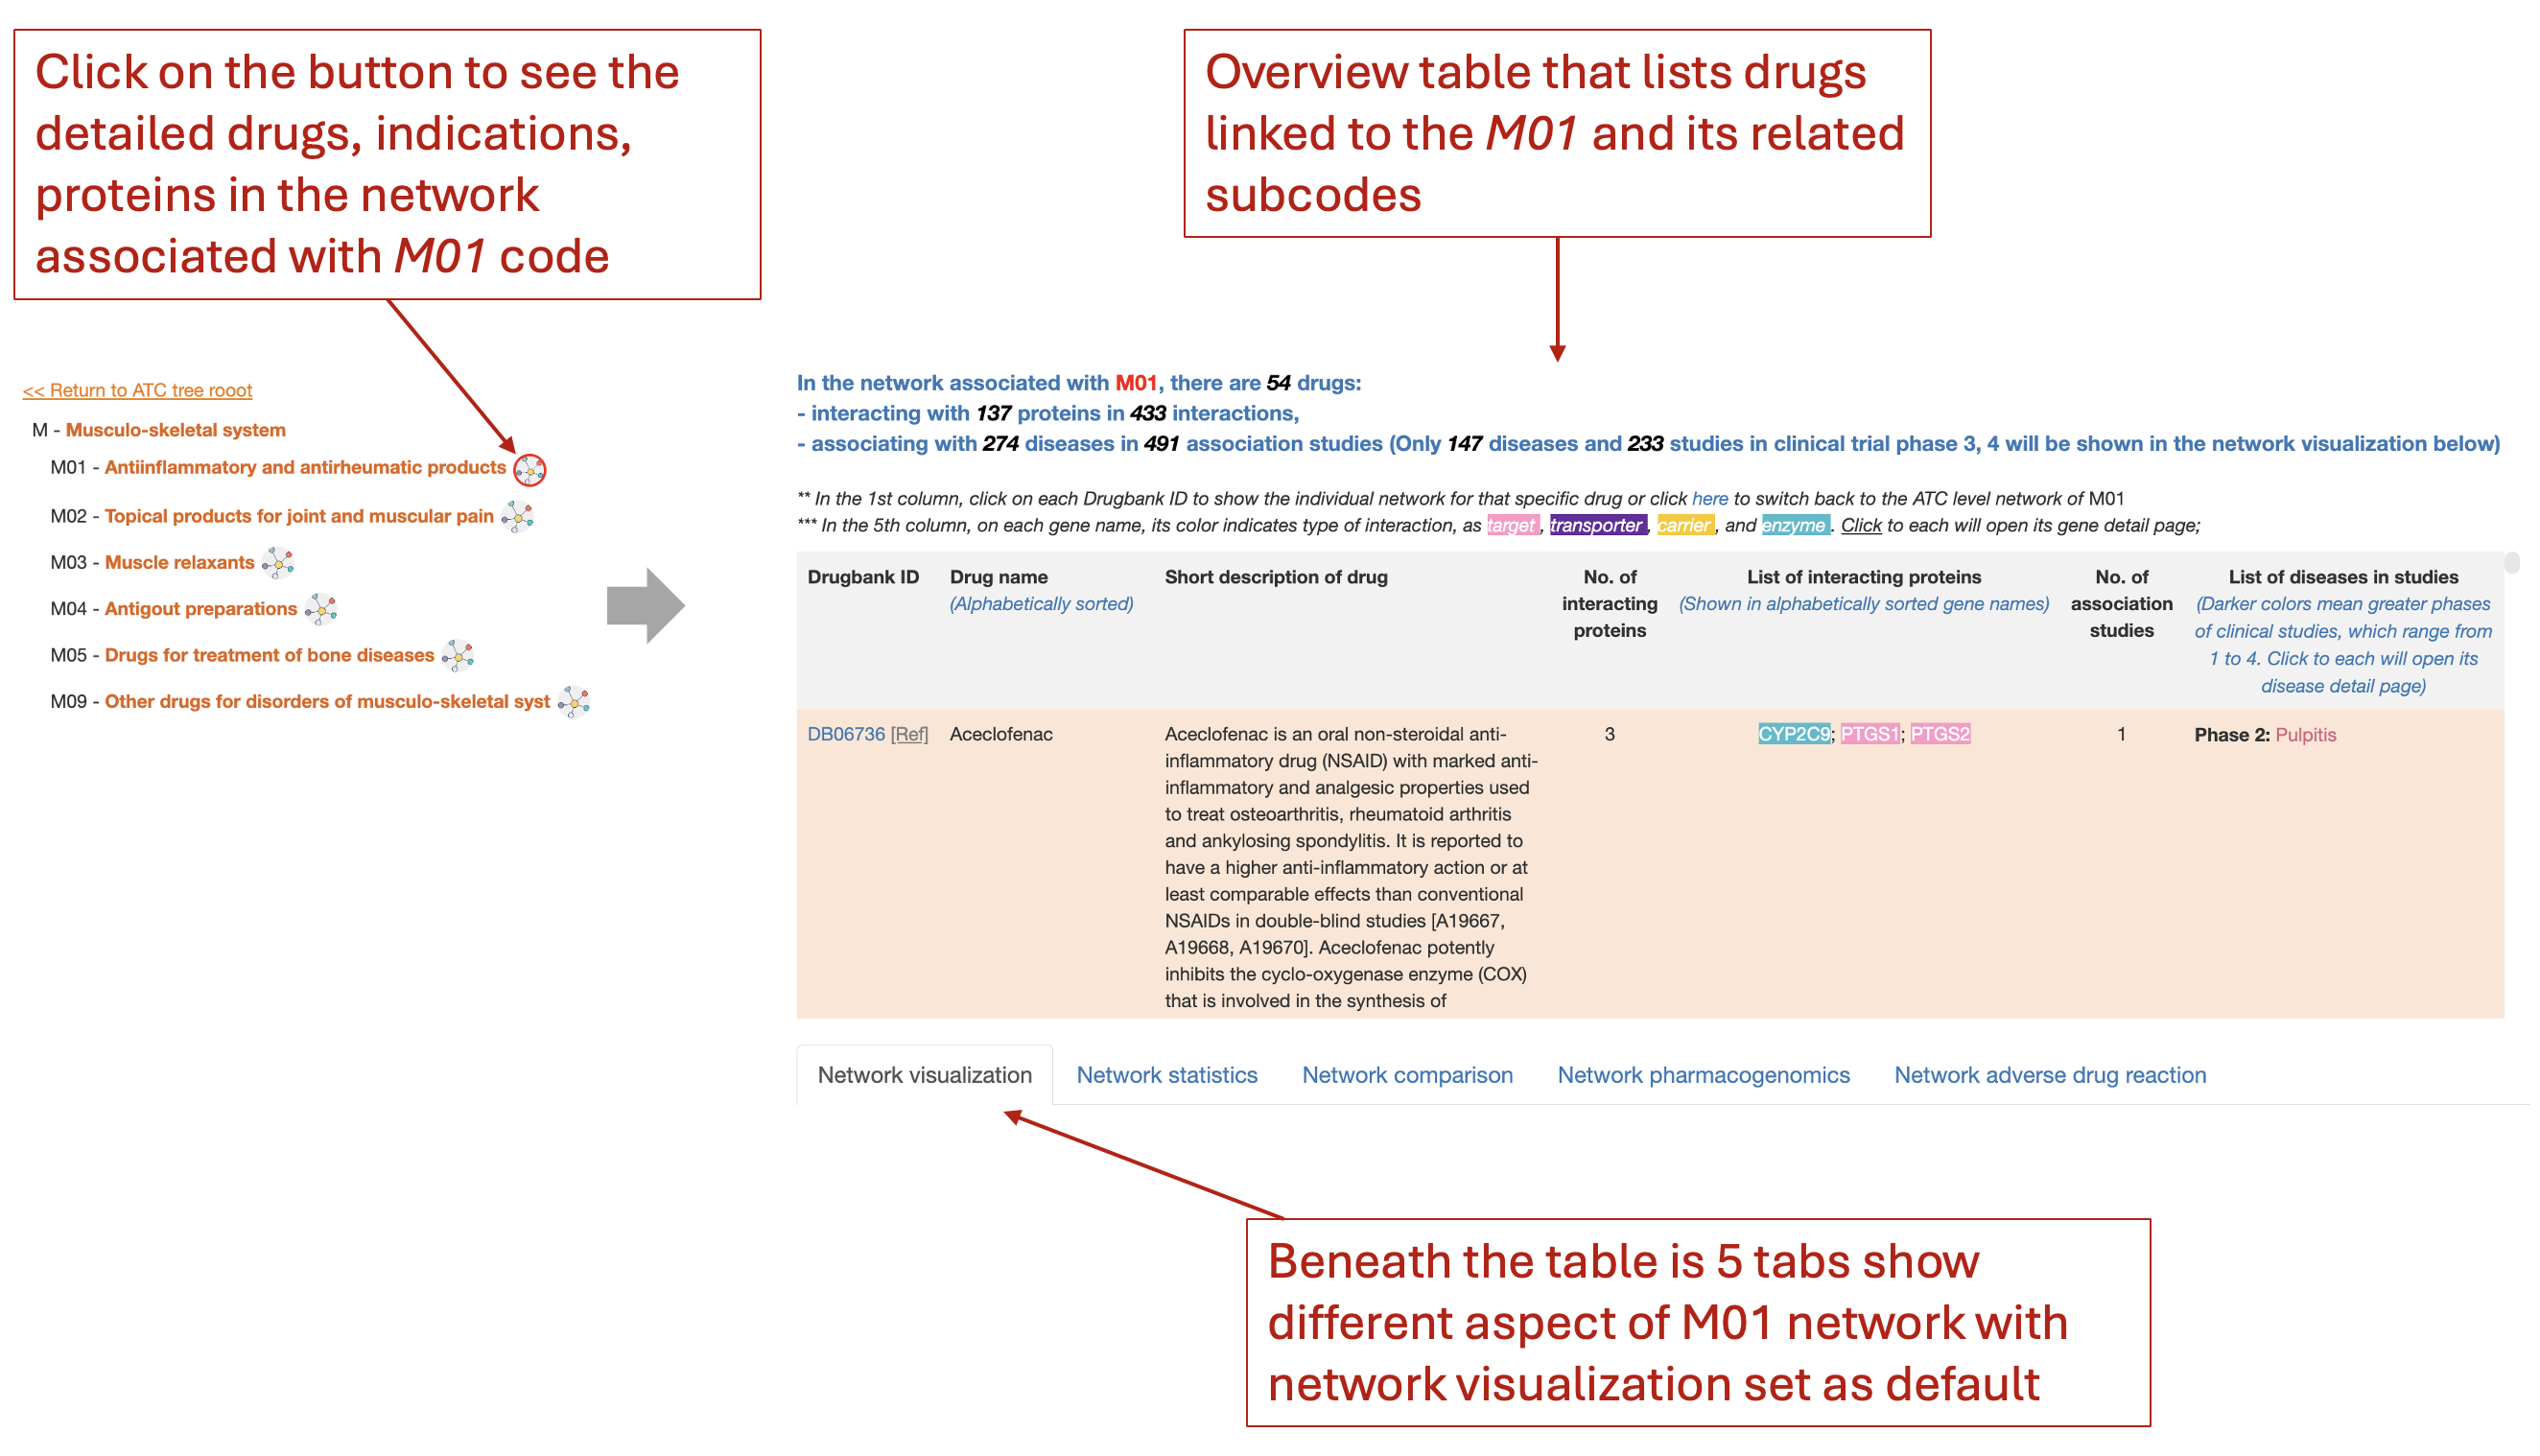 Click on the button to see the
detailed drugs, indications,
proteins in the network
associated with M01 code
Overview table that lists drugs
linked to the M01 and its related
subcodes
<< Return to ATC tree rooot
M - Musculo-skeletal system
M01 - Antiinflammatory and antirheumatic products
M02 - Topical products for joint and muscular pain
M03 - Muscle relaxants
M04 - Antigout preparations
M05 - Drugs for treatment of bone diseases
M09 - Other drugs for disorders of musculo-skeletal syst
In the network associated with M01, there are 54 drugs:
- interacting with 137 proteins in 433 interactions,
- associating with 274 diseases in 491 association studies (Only 147 diseases and 233 studies in clinical trial phase 3, 4 will be shown in the network visualization below)
** In the 1st column, click on each Drugbank ID to show the individual network for that specific drug or click here to switch back to the ATC level network of M01
*** In the 5th column, on each gene name, its color indicates type of interaction, as target , transporter , carrier , and enzyme . Click to each will open its gene detail page;
Drugbank ID
Drug name
(Alphabetically sorted)
Short description of drug
No. of
interacting
proteins
List of interacting proteins
(Shown in alphabetically sorted gene names)
No. of
association
studies
List of diseases in studies
(Darker colors mean greater phases
of clinical studies, which range from
1 to 4. Click to each will open its
disease detail page)
DB06736 [Ref]
Aceclofenac
Aceclofenac is an oral non-steroidal anti-
inflammatory drug (NSAID) with marked anti-
inflammatory and analgesic properties used
to treat osteoarthritis, rheumatoid arthritis
and ankylosing spondylitis. It is reported to
have a higher anti-inflammatory action or at
least comparable effects than conventional
NSAIDs in double-blind studies [A19667,
A19668, A19670]. Aceclofenac potently
inhibits the cyclo-oxygenase enzyme (COX)
that is involved in the synthesis of
3
CYP2C9; PTGS1; PTGS2
1
Phase 2: Pulpitis
Network visualization
Network statistics
Network comparison
Network pharmacogenomics
Network adverse drug reaction
Beneath the table is 5 tabs show
different aspect of M01 network with
network visualization set as default